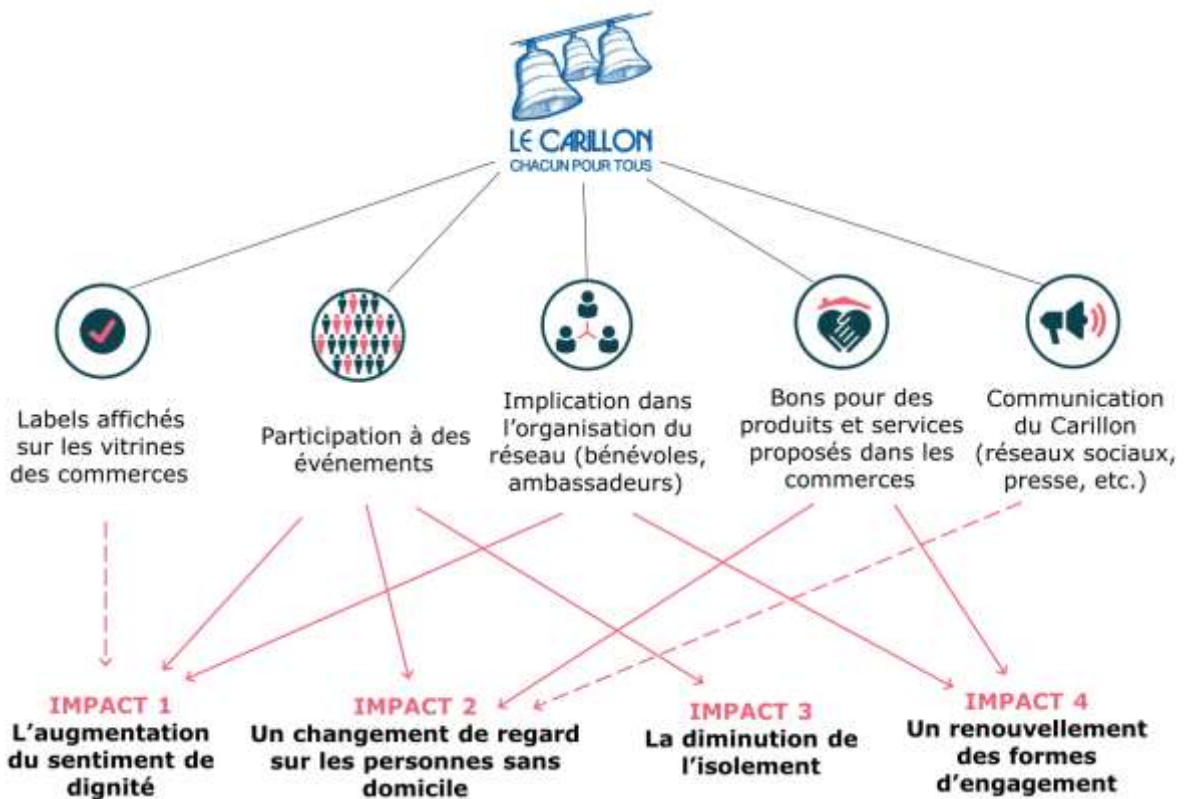 LE CARILLON
CHACUN POUR TOUS
Labels affichés
sur les vitrines
des commerces
Participation à des
événements
Implication dans
l'organisation du
réseau (bénévoles,
ambassadeurs)
Bons pour des
produits et services
proposés dans les
commerces
Communication
du Carillon
(réseaux sociaux,
presse, etc.)
IMPACT 1
L'augmentation
du sentiment de
dignité
IMPACT 2
Un changement de regard
sur les personnes sans
domicile
IMPACT 3
La diminution de
l'isolement
IMPACT 4
Un renouvellement
des formes
d'engagement